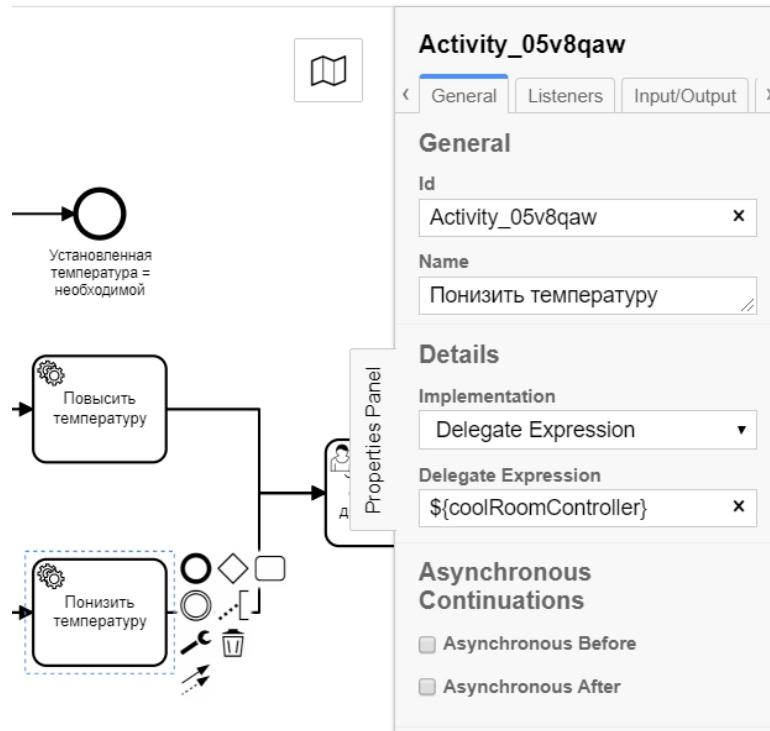 Установленная
температура =
необходимой
Повысить
температуру
Понизить
температуру
Properties Panel
Activity_05v8qaw
General
Listeners
Input/Output
General
Id
Activity_05v8qaw
Name
Понизить температуру
Details
Implementation
Delegate Expression
Delegate Expression
${coolRoomController}
Asynchronous
Continuations
Asynchronous Before
Asynchronous After